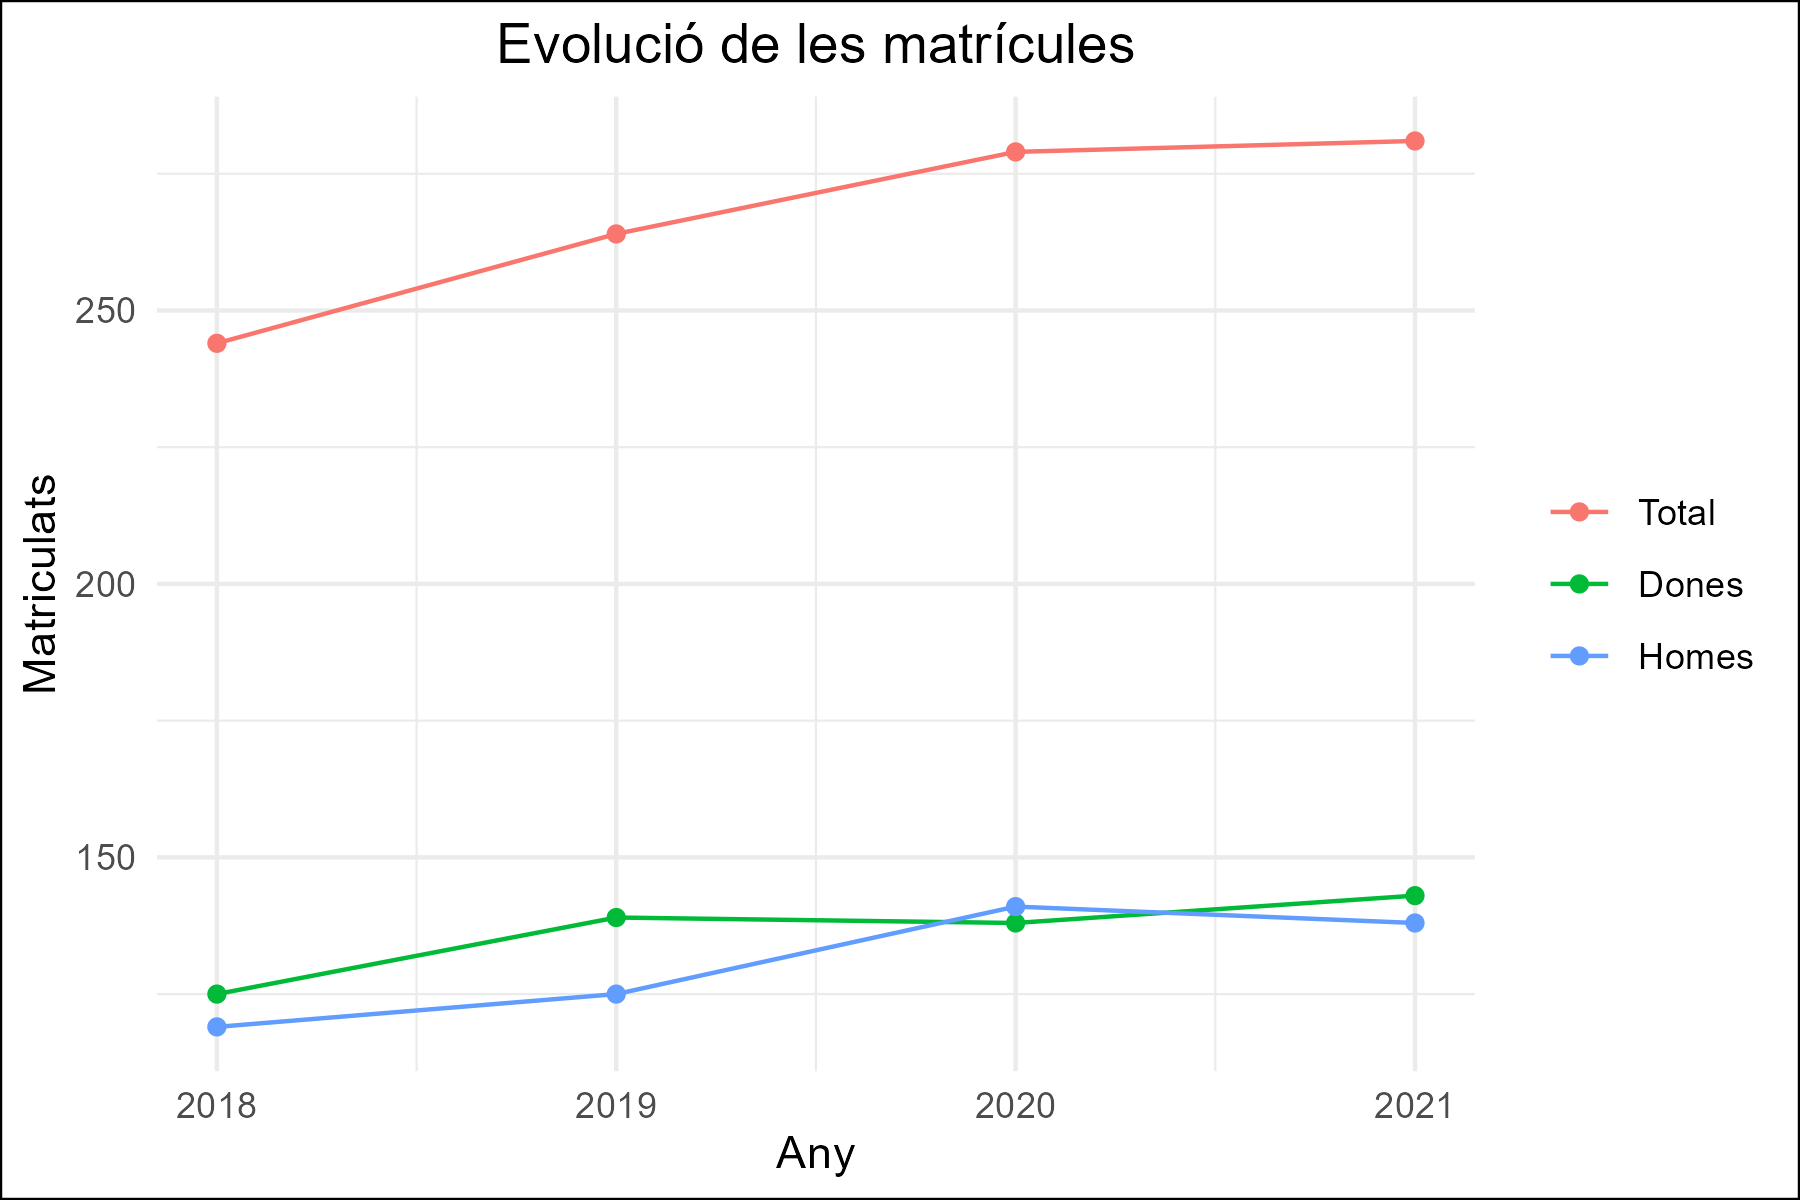 Evolució de les matrícules
Matriculats
250
200
150
2018 2019 2020 2021
Any
Total
Dones
Homes